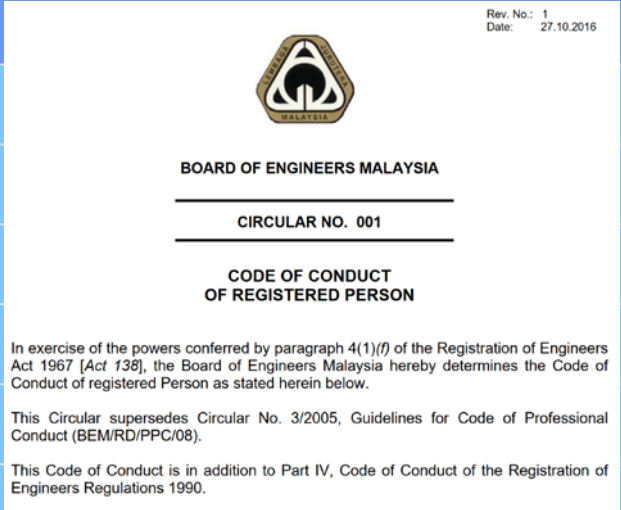 Rev. No.: 1
Date: 27.10.2016
LEMBAGA JURUTERA
MALAYSIA
BOARD OF ENGINEERS MALAYSIA
CIRCULAR NO. 001
CODE OF CONDUCT
OF REGISTERED PERSON
In exercise of the powers conferred by paragraph 4(1)(f) of the Registration of Engineers
Act 1967 [Act 138], the Board of Engineers Malaysia hereby determines the Code of
Conduct of registered Person as stated herein below.
This Circular supersedes Circular No. 3/2005, Guidelines for Code of Professional
Conduct (BEM/RD/PPC/08).
This Code of Conduct is in addition to Part IV, Code of Conduct of the Registration of
Engineers Regulations 1990.